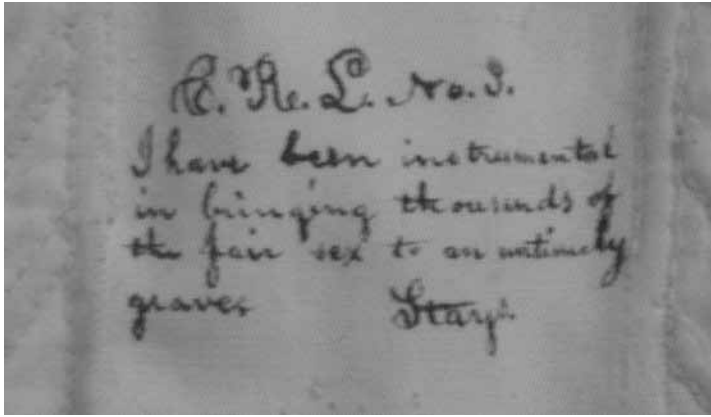 C. R. L. No. 3.
I have been instrumental
in bringing thousands of
the fair sex to an untimely
graves Stays.